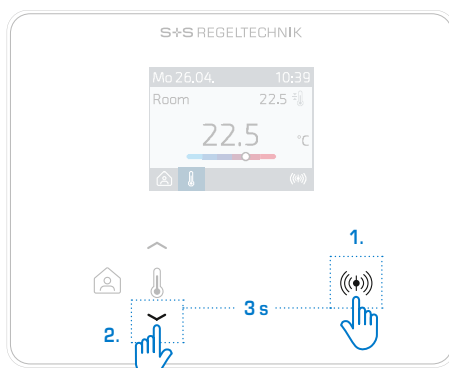 S+S REGELTECHNIK
Mo 26.04. 10:39
Room 22.5
22.5 °C
1.
3 s
2.